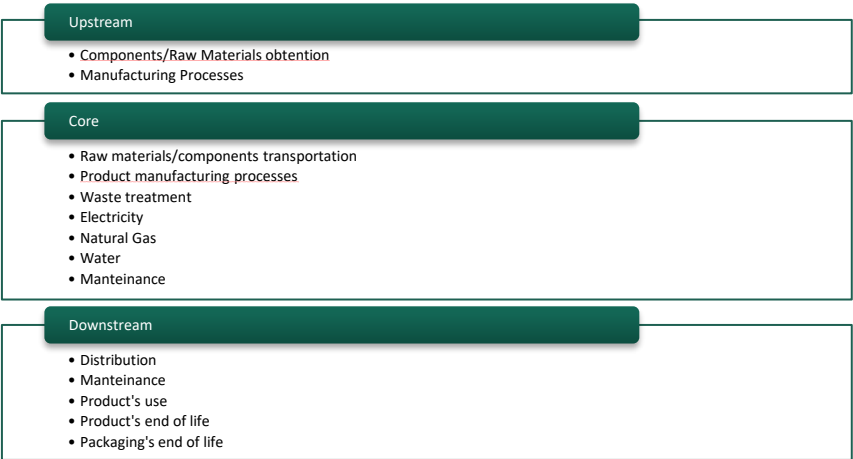 Upstream
• Components/Raw Materials obtention
• Manufacturing Processes
Core
• Raw materials/components transportation
• Product manufacturing processes
• Waste treatment
• Electricity
• Natural Gas
• Water
• Manteinance
Downstream
• Distribution
• Manteinance
• Product's use
• Product's end of life
• Packaging's end of life